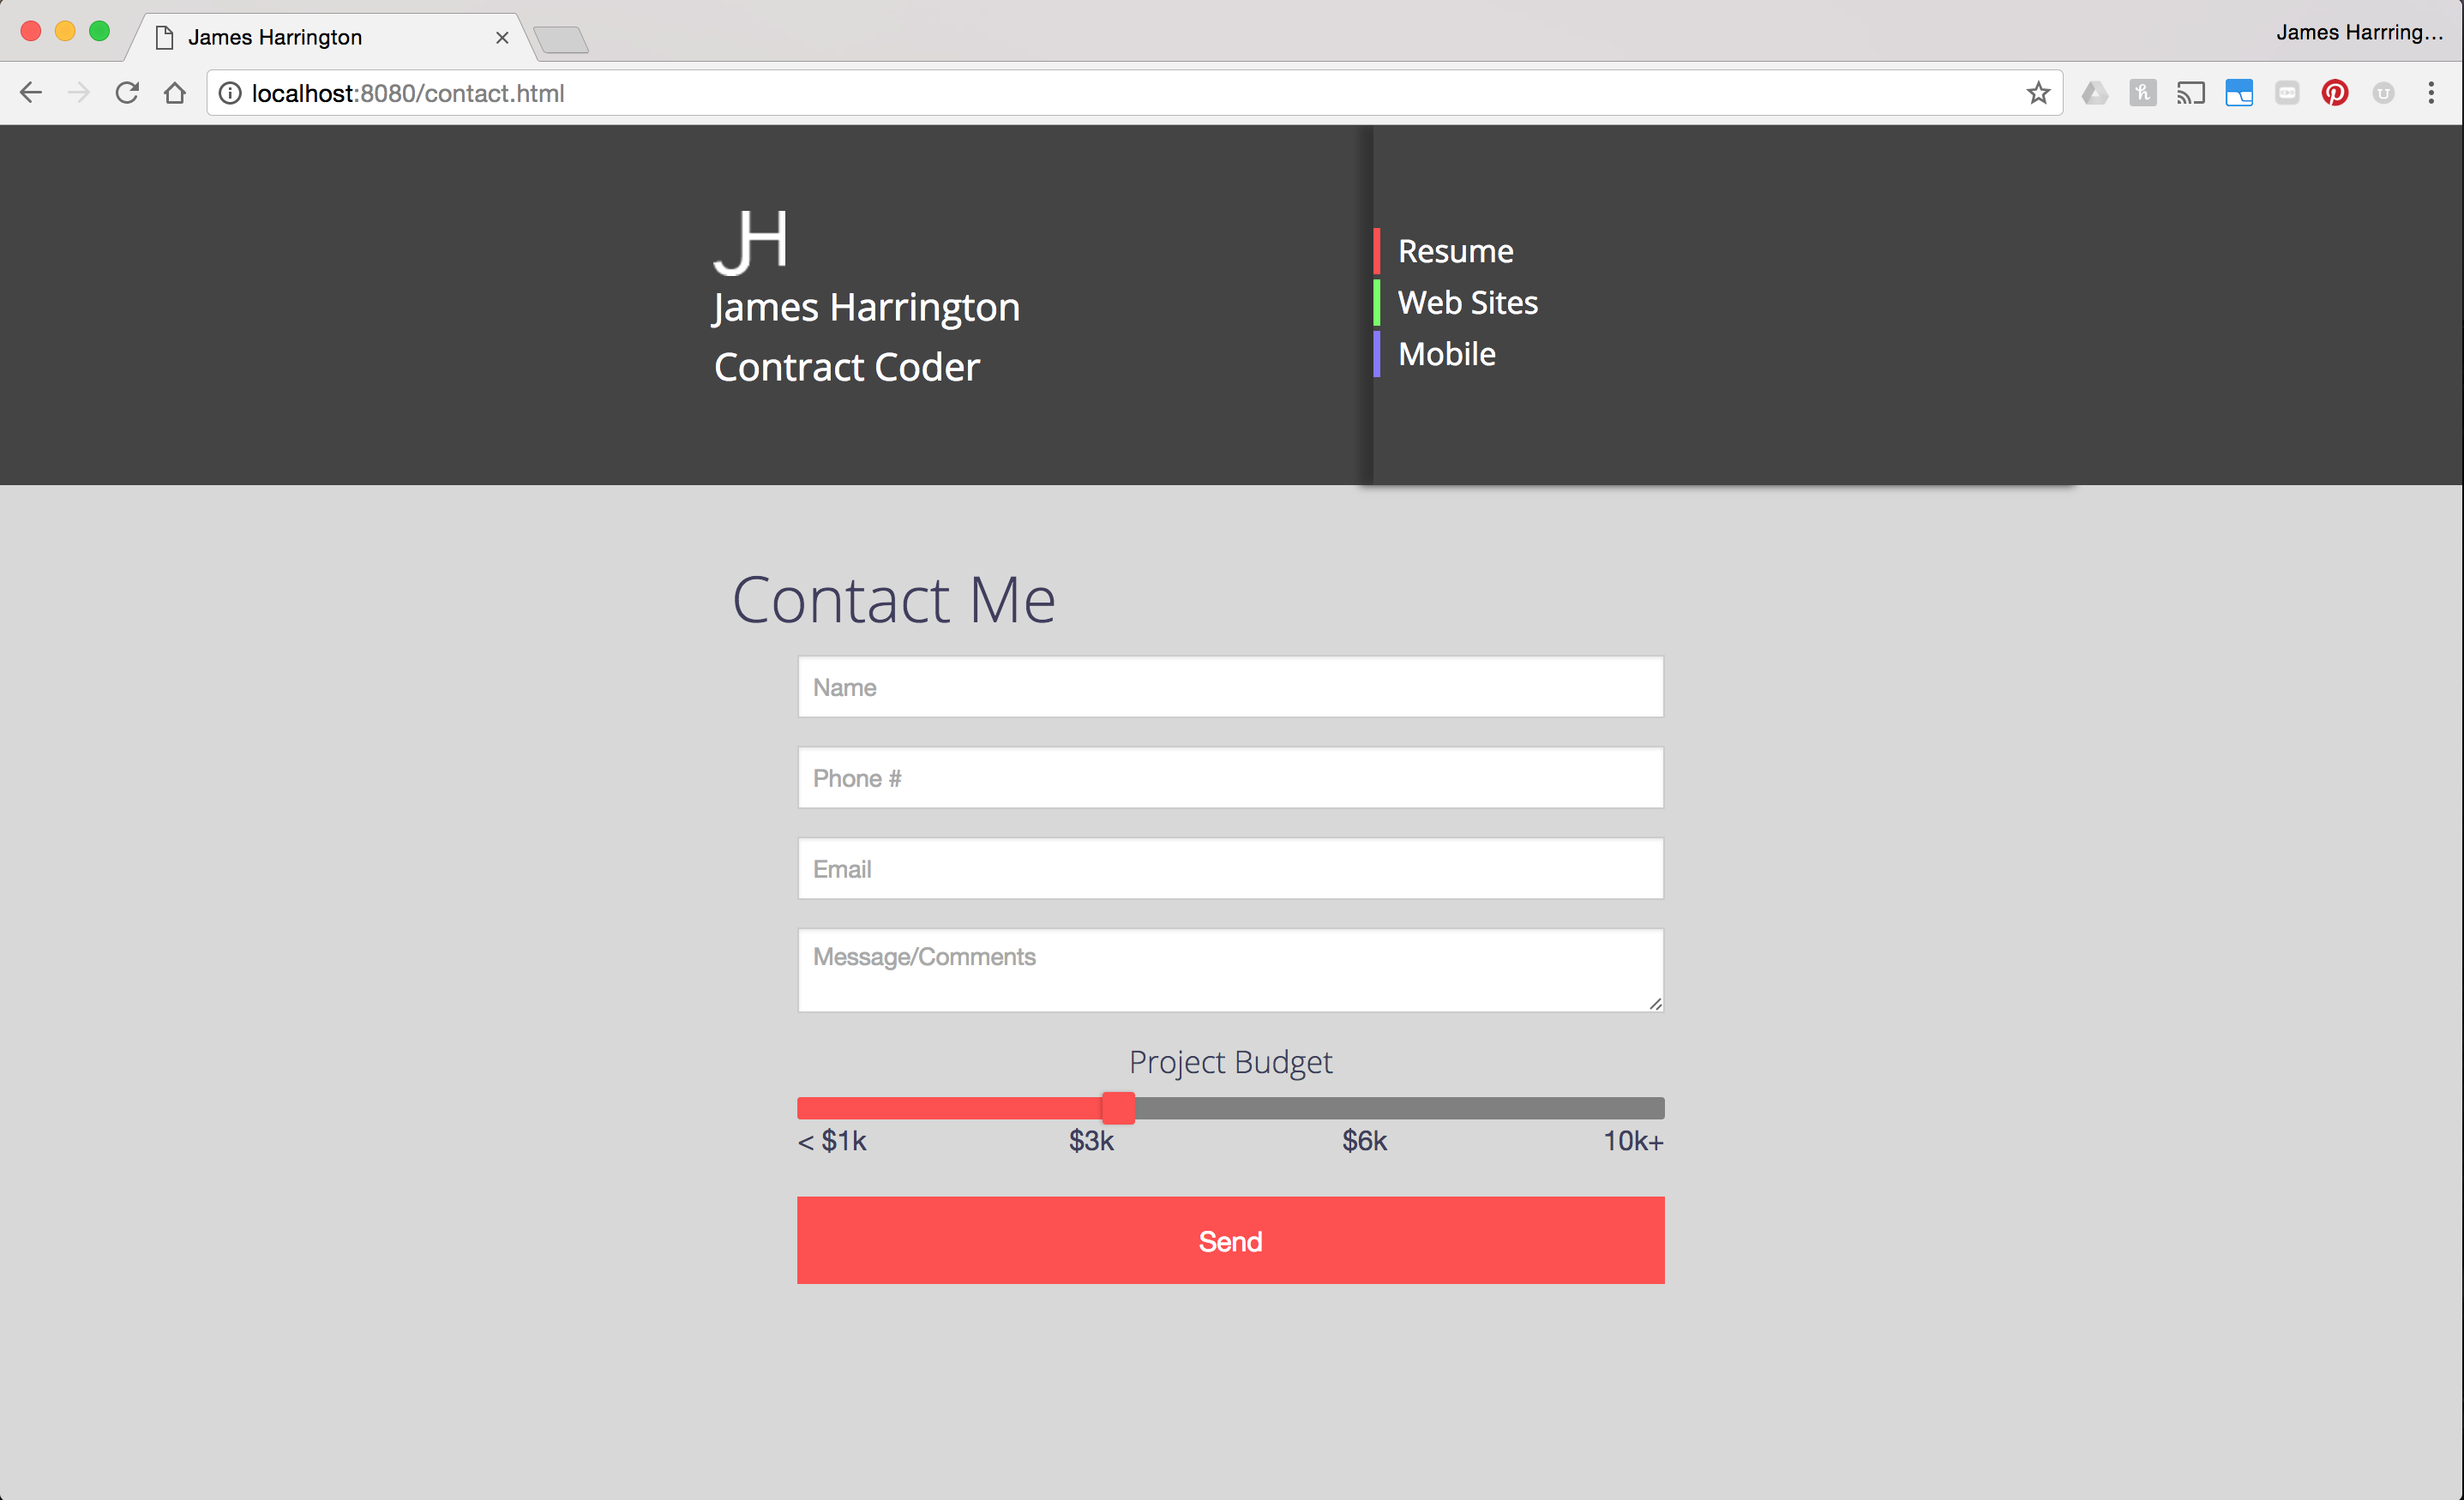 James Harrington
James Harrring...
localhost:8080/contact.html
JH
James Harrington
Contract Coder
Resume
Web Sites
Mobile
Contact Me
Name
Phone #
Email
Message/Comments
Project Budget
< $1k $3k $6k 10k+
Send